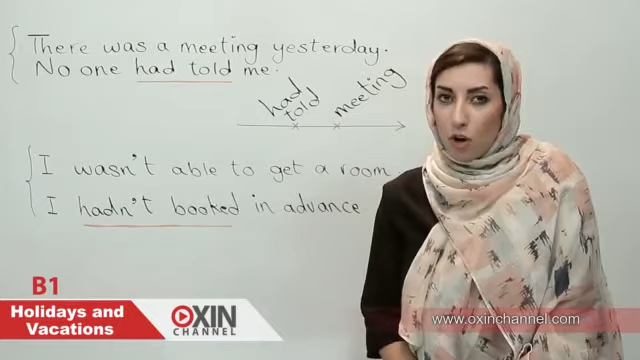 There was a meeting yesterday.
No one had told me.
had told
meeting
I wasn't able to get a room
I hadn't booked in advance
B1
Holidays and
Vacations
OXIN
CHANNEL
www.oxinchannel.com